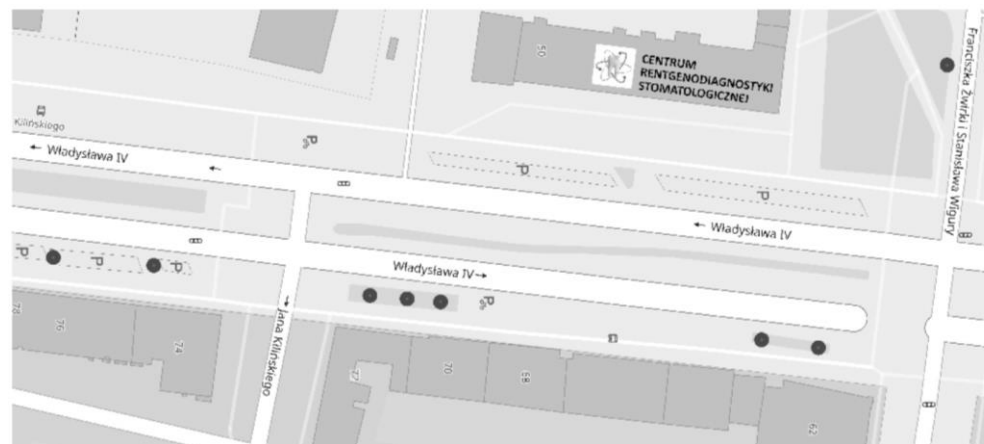 50
CENTRUM
RENTGENODIAGNOSTYKI
STOMATOLOGICZNEJ
Franciszka Żwirki i Stanisława Wigury
Kilińskiego
P
← Władysława IV
P
P
← Władysława IV
Władysława IV →
P
P
P
P
Jana Kilińskiego
78
76
74
72
70
68
62